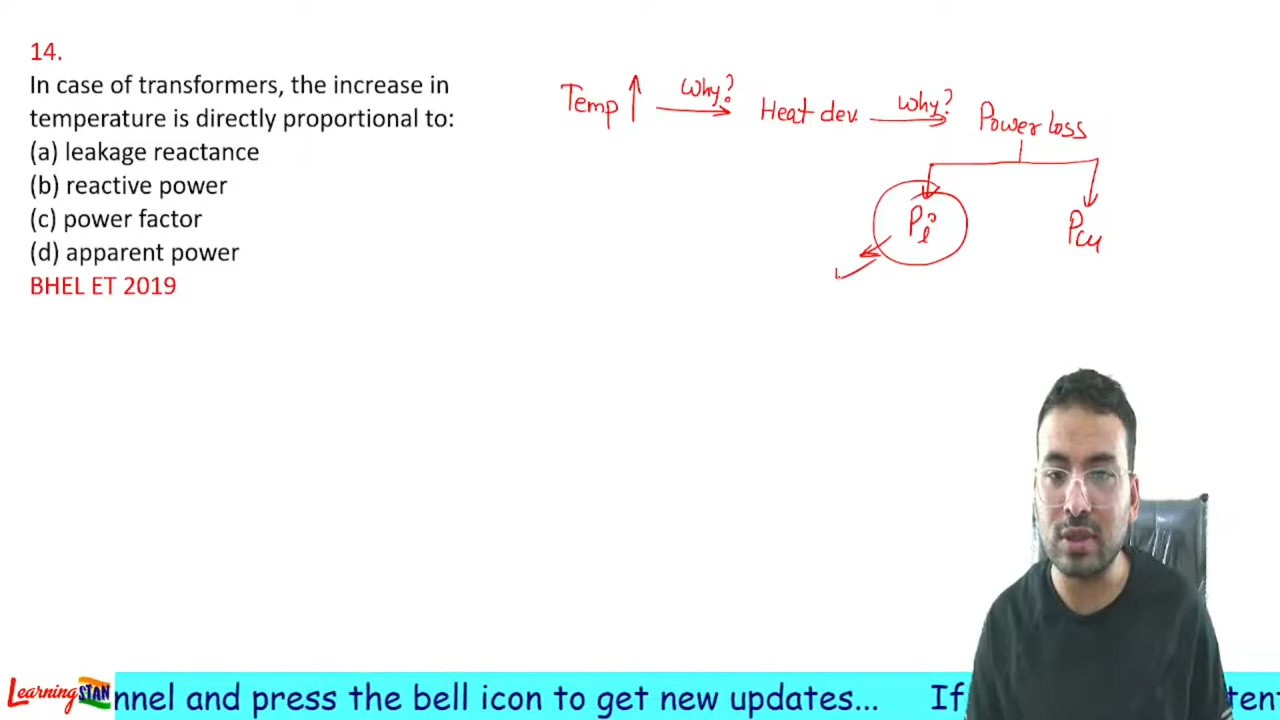 14.
In case of transformers, the increase in
temperature is directly proportional to:
(a) leakage reactance
(b) reactive power
(c) power factor
(d) apparent power
BHEL ET 2019
Temp ↑ Why? Heat dev. Why? Power loss
Pi
Pcu
LearningSTAN
nnel and press the bell icon to get new updates... If